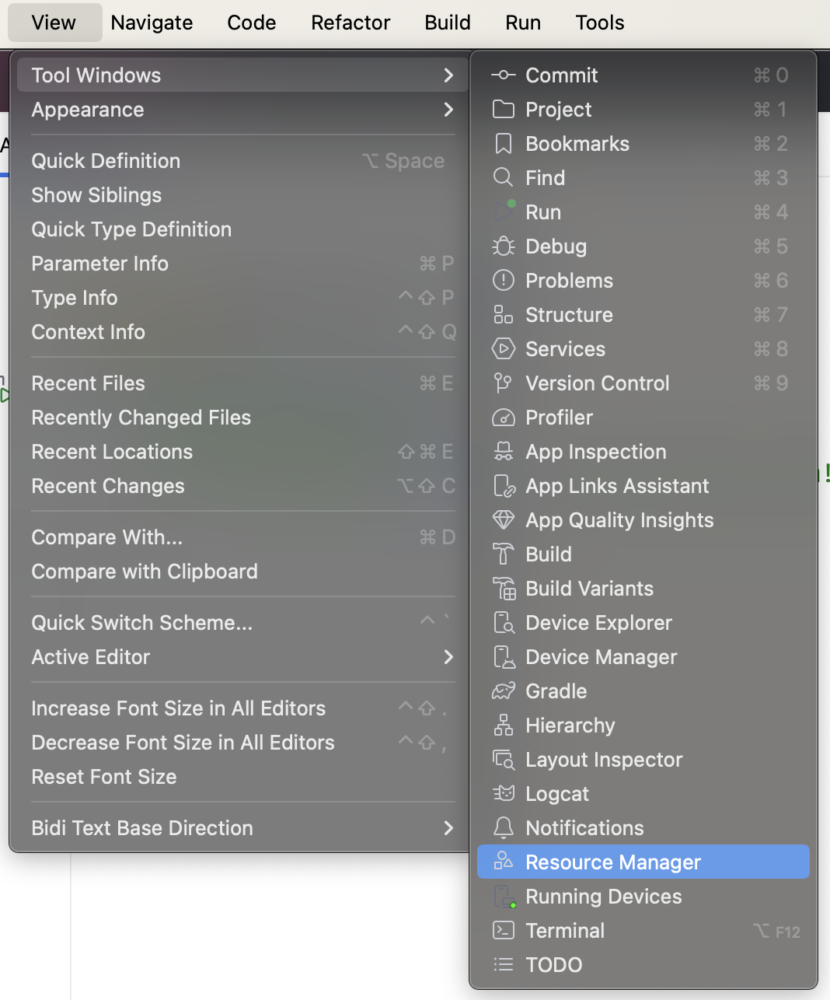 View Navigate Code Refactor Build Run Tools
Tool Windows
Appearance
Quick Definition ⌥ Space
Show Siblings
Quick Type Definition
Parameter Info ⌘ P
Type Info ^⇧ P
Context Info ^⇧ Q
Recent Files ⌘ E
Recently Changed Files
Recent Locations ⇧⌘ E
Recent Changes ⌥⇧ C
Compare With... ⌘ D
Compare with Clipboard
Quick Switch Scheme... ^ `
Active Editor
Increase Font Size in All Editors ^⇧ .
Decrease Font Size in All Editors ^⇧ ,
Reset Font Size
Bidi Text Base Direction
Commit ⌘ 0
Project ⌘ 1
Bookmarks ⌘ 2
Find ⌘ 3
Run ⌘ 4
Debug ⌘ 5
Problems ⌘ 6
Structure ⌘ 7
Services ⌘ 8
Version Control ⌘ 9
Profiler
App Inspection
App Links Assistant
App Quality Insights
Build
Build Variants
Device Explorer
Device Manager
Gradle
Hierarchy
Layout Inspector
Logcat
Notifications
Resource Manager
Running Devices
Terminal ⌥ F12
TODO